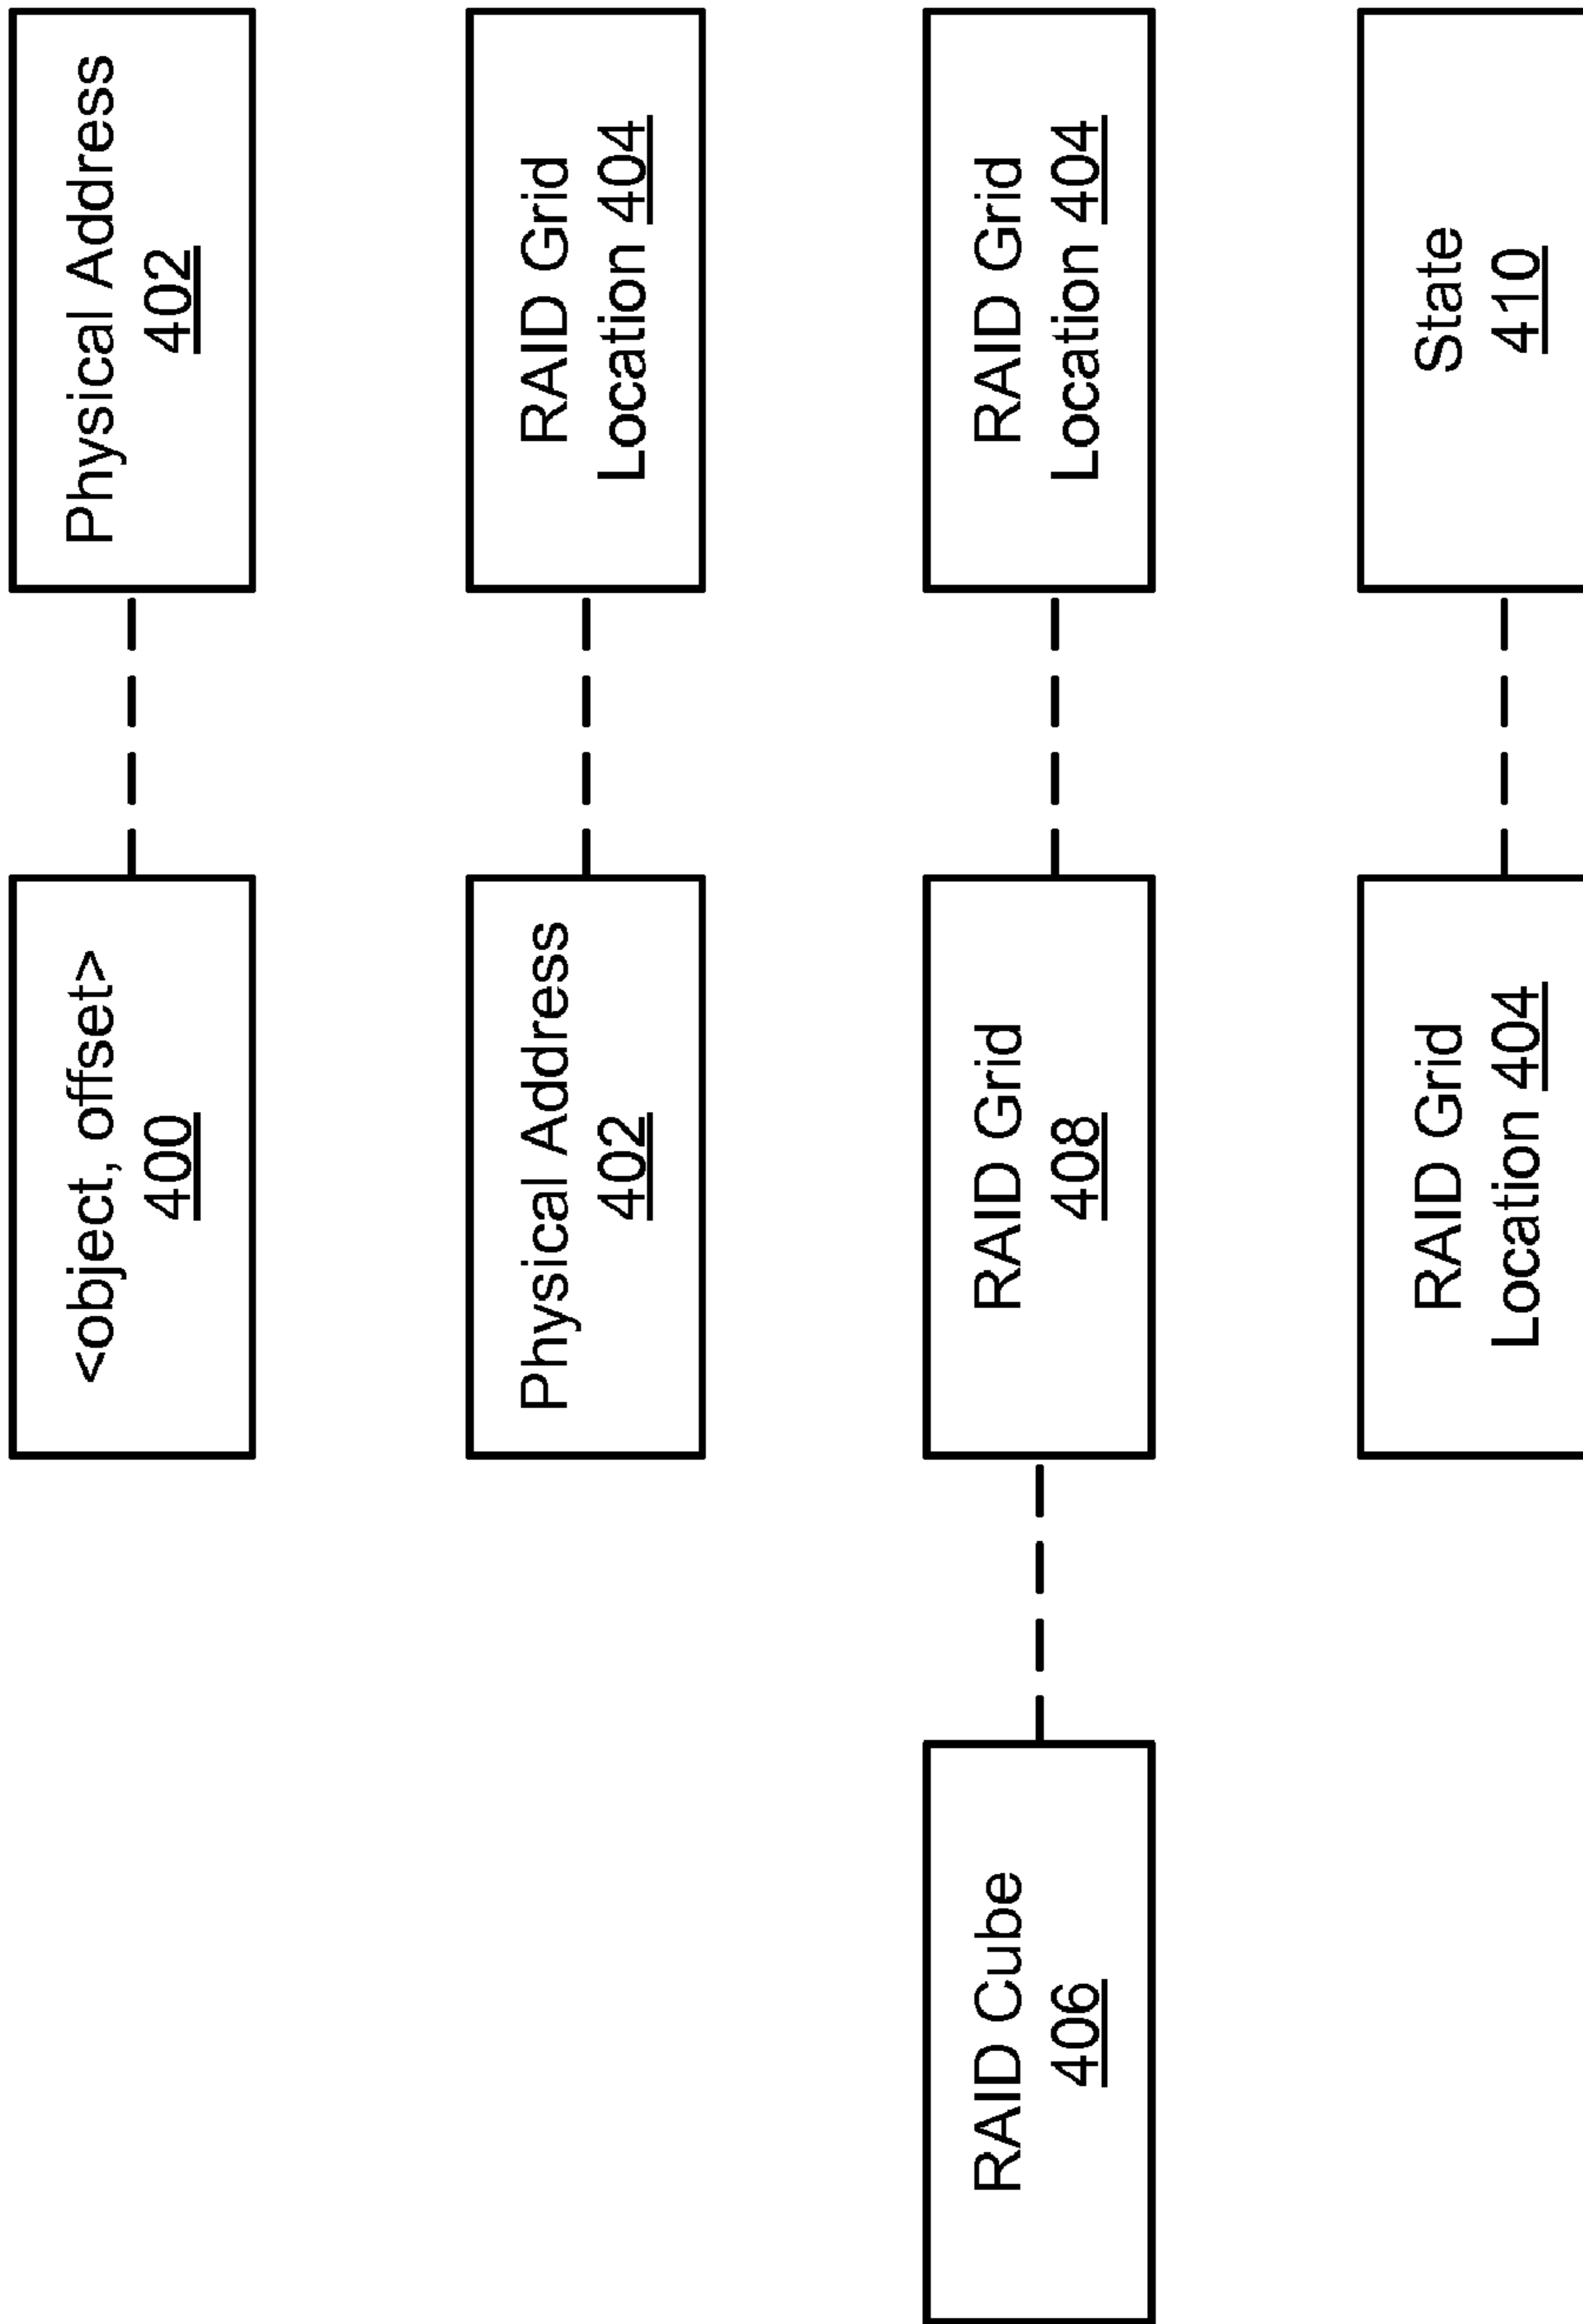 <object, offset>
400
Physical Address
402
Physical Address
402
RAID Grid
Location 404
RAID Cube
406
RAID Grid
408
RAID Grid
Location 404
RAID Grid
Location 404
State
410